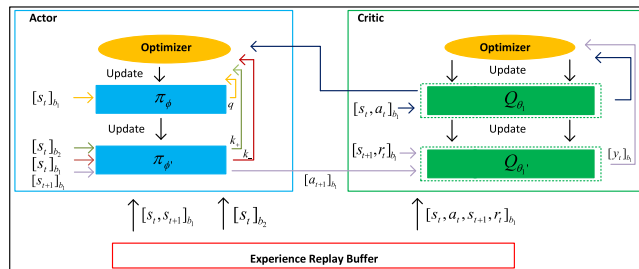 Actor
Optimizer
Update
[s_t]_{b_1}
π_ϕ
q
Update
[s_t]_{b_2}
[s_t]_{b_1}
[s_{t+1}]_{b_1}
π_{ϕ'}
k_+
k_-
[a_{t+1}]_{b_1}
Critic
Optimizer
Update
[s_t, a_t]_{b_1}
Q_{θ_1}
Update
[s_{t+1}, r_t]_{b_1}
Q_{θ_1'}
[y_t]_{b_1}
[s_t, s_{t+1}]_{b_1}
[s_t]_{b_2}
[s_t, a_t, s_{t+1}, r_t]_{b_1}
Experience Replay Buffer